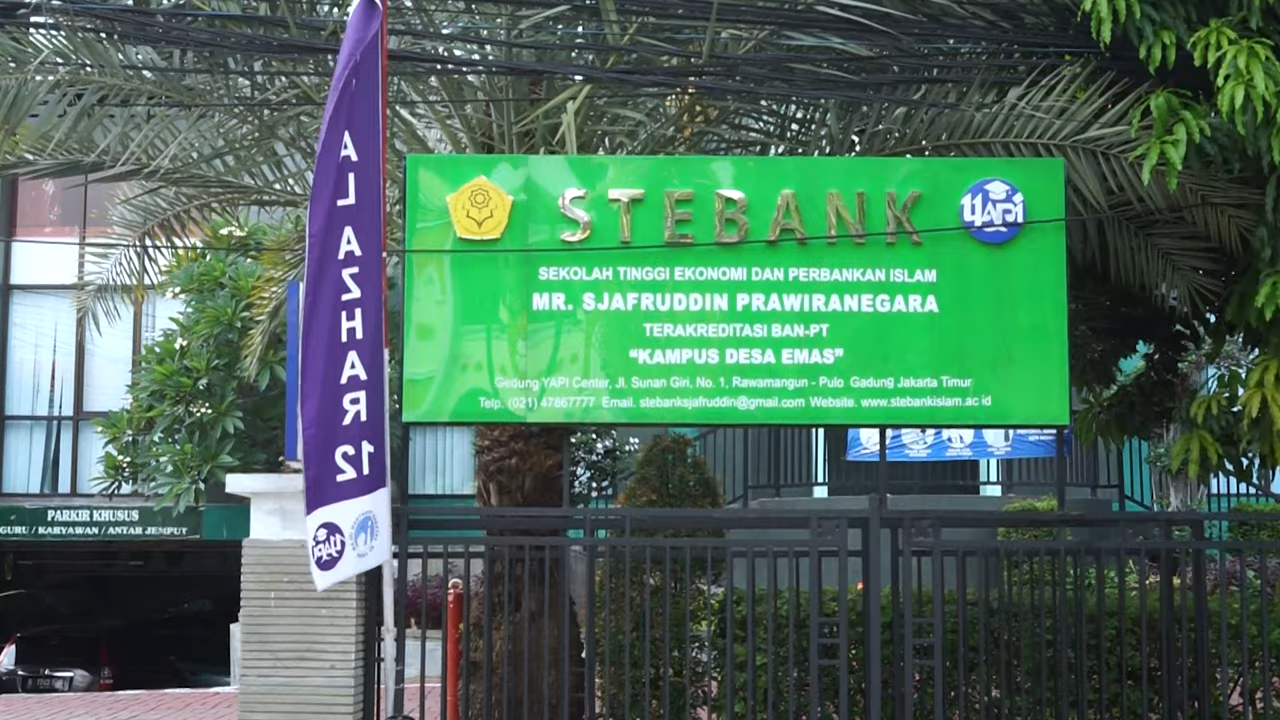 AL AZHAR 12
YAPI
STEBANK
YAPI
SEKOLAH TINGGI EKONOMI DAN PERBANKAN ISLAM
MR. SJAFRUDDIN PRAWIRANEGARA
TERAKREDITASI BAN-PT
“KAMPUS DESA EMAS”
Gedung YAPI Center, Jl. Sunan Giri, No. 1, Rawamangun - Pulo Gadung Jakarta Timur
Telp. (021) 47867777 Email. stebanksjafruddin@gmail.com Website. www.stebankislam.ac.id
PARKIR KHUSUS
GURU / KARYAWAN / ANTAR JEMPUT